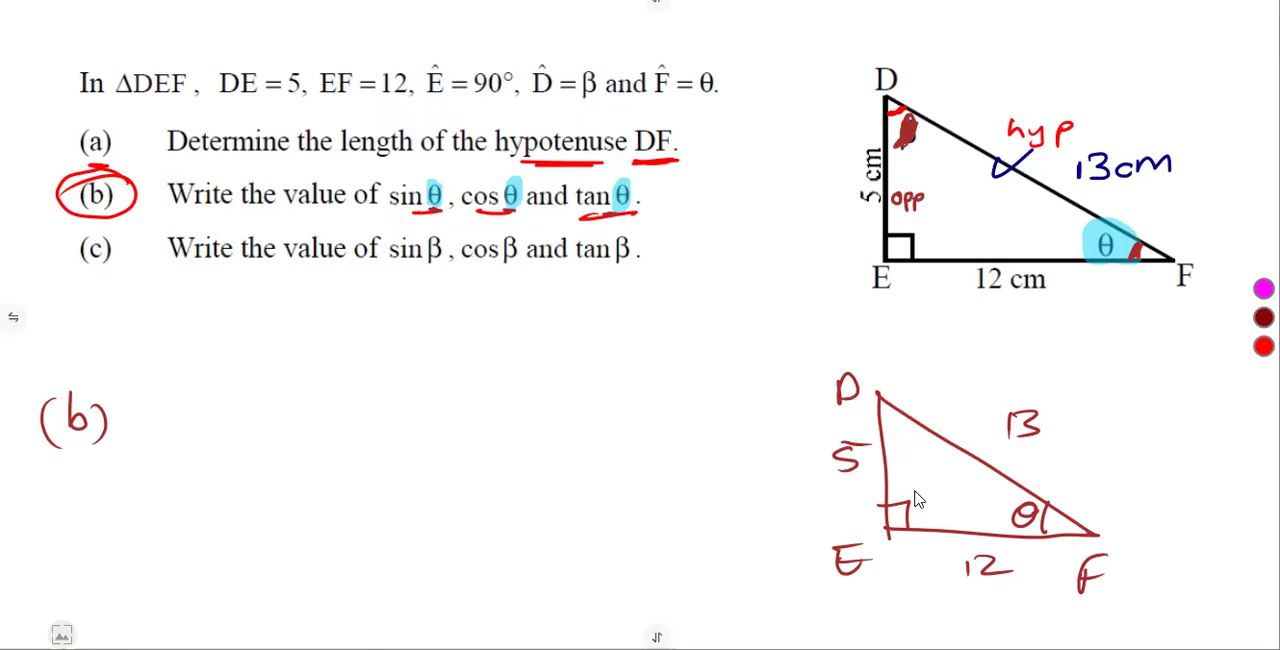 In ΔDEF , DE = 5, EF = 12, Ê = 90°, D̂ = β and F̂ = θ.
(a) Determine the length of the hypotenuse DF.
(b) Write the value of sin θ , cos θ and tan θ .
(c) Write the value of sin β , cos β and tan β .
D
hyp
13cm
5 cm
opp
θ
E
12 cm
F
(b)
D
13
5
θ
E
12
F